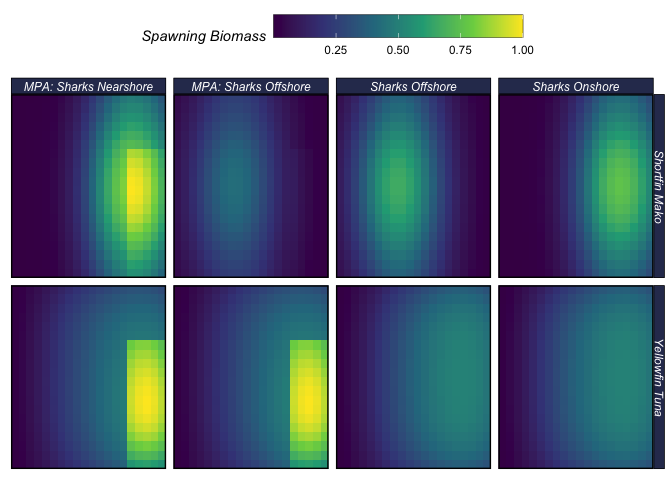 Spawning Biomass
0.25 0.50 0.75 1.00
MPA: Sharks Nearshore MPA: Sharks Offshore Sharks Offshore Sharks Onshore
Shortfin Mako
Yellowfin Tuna